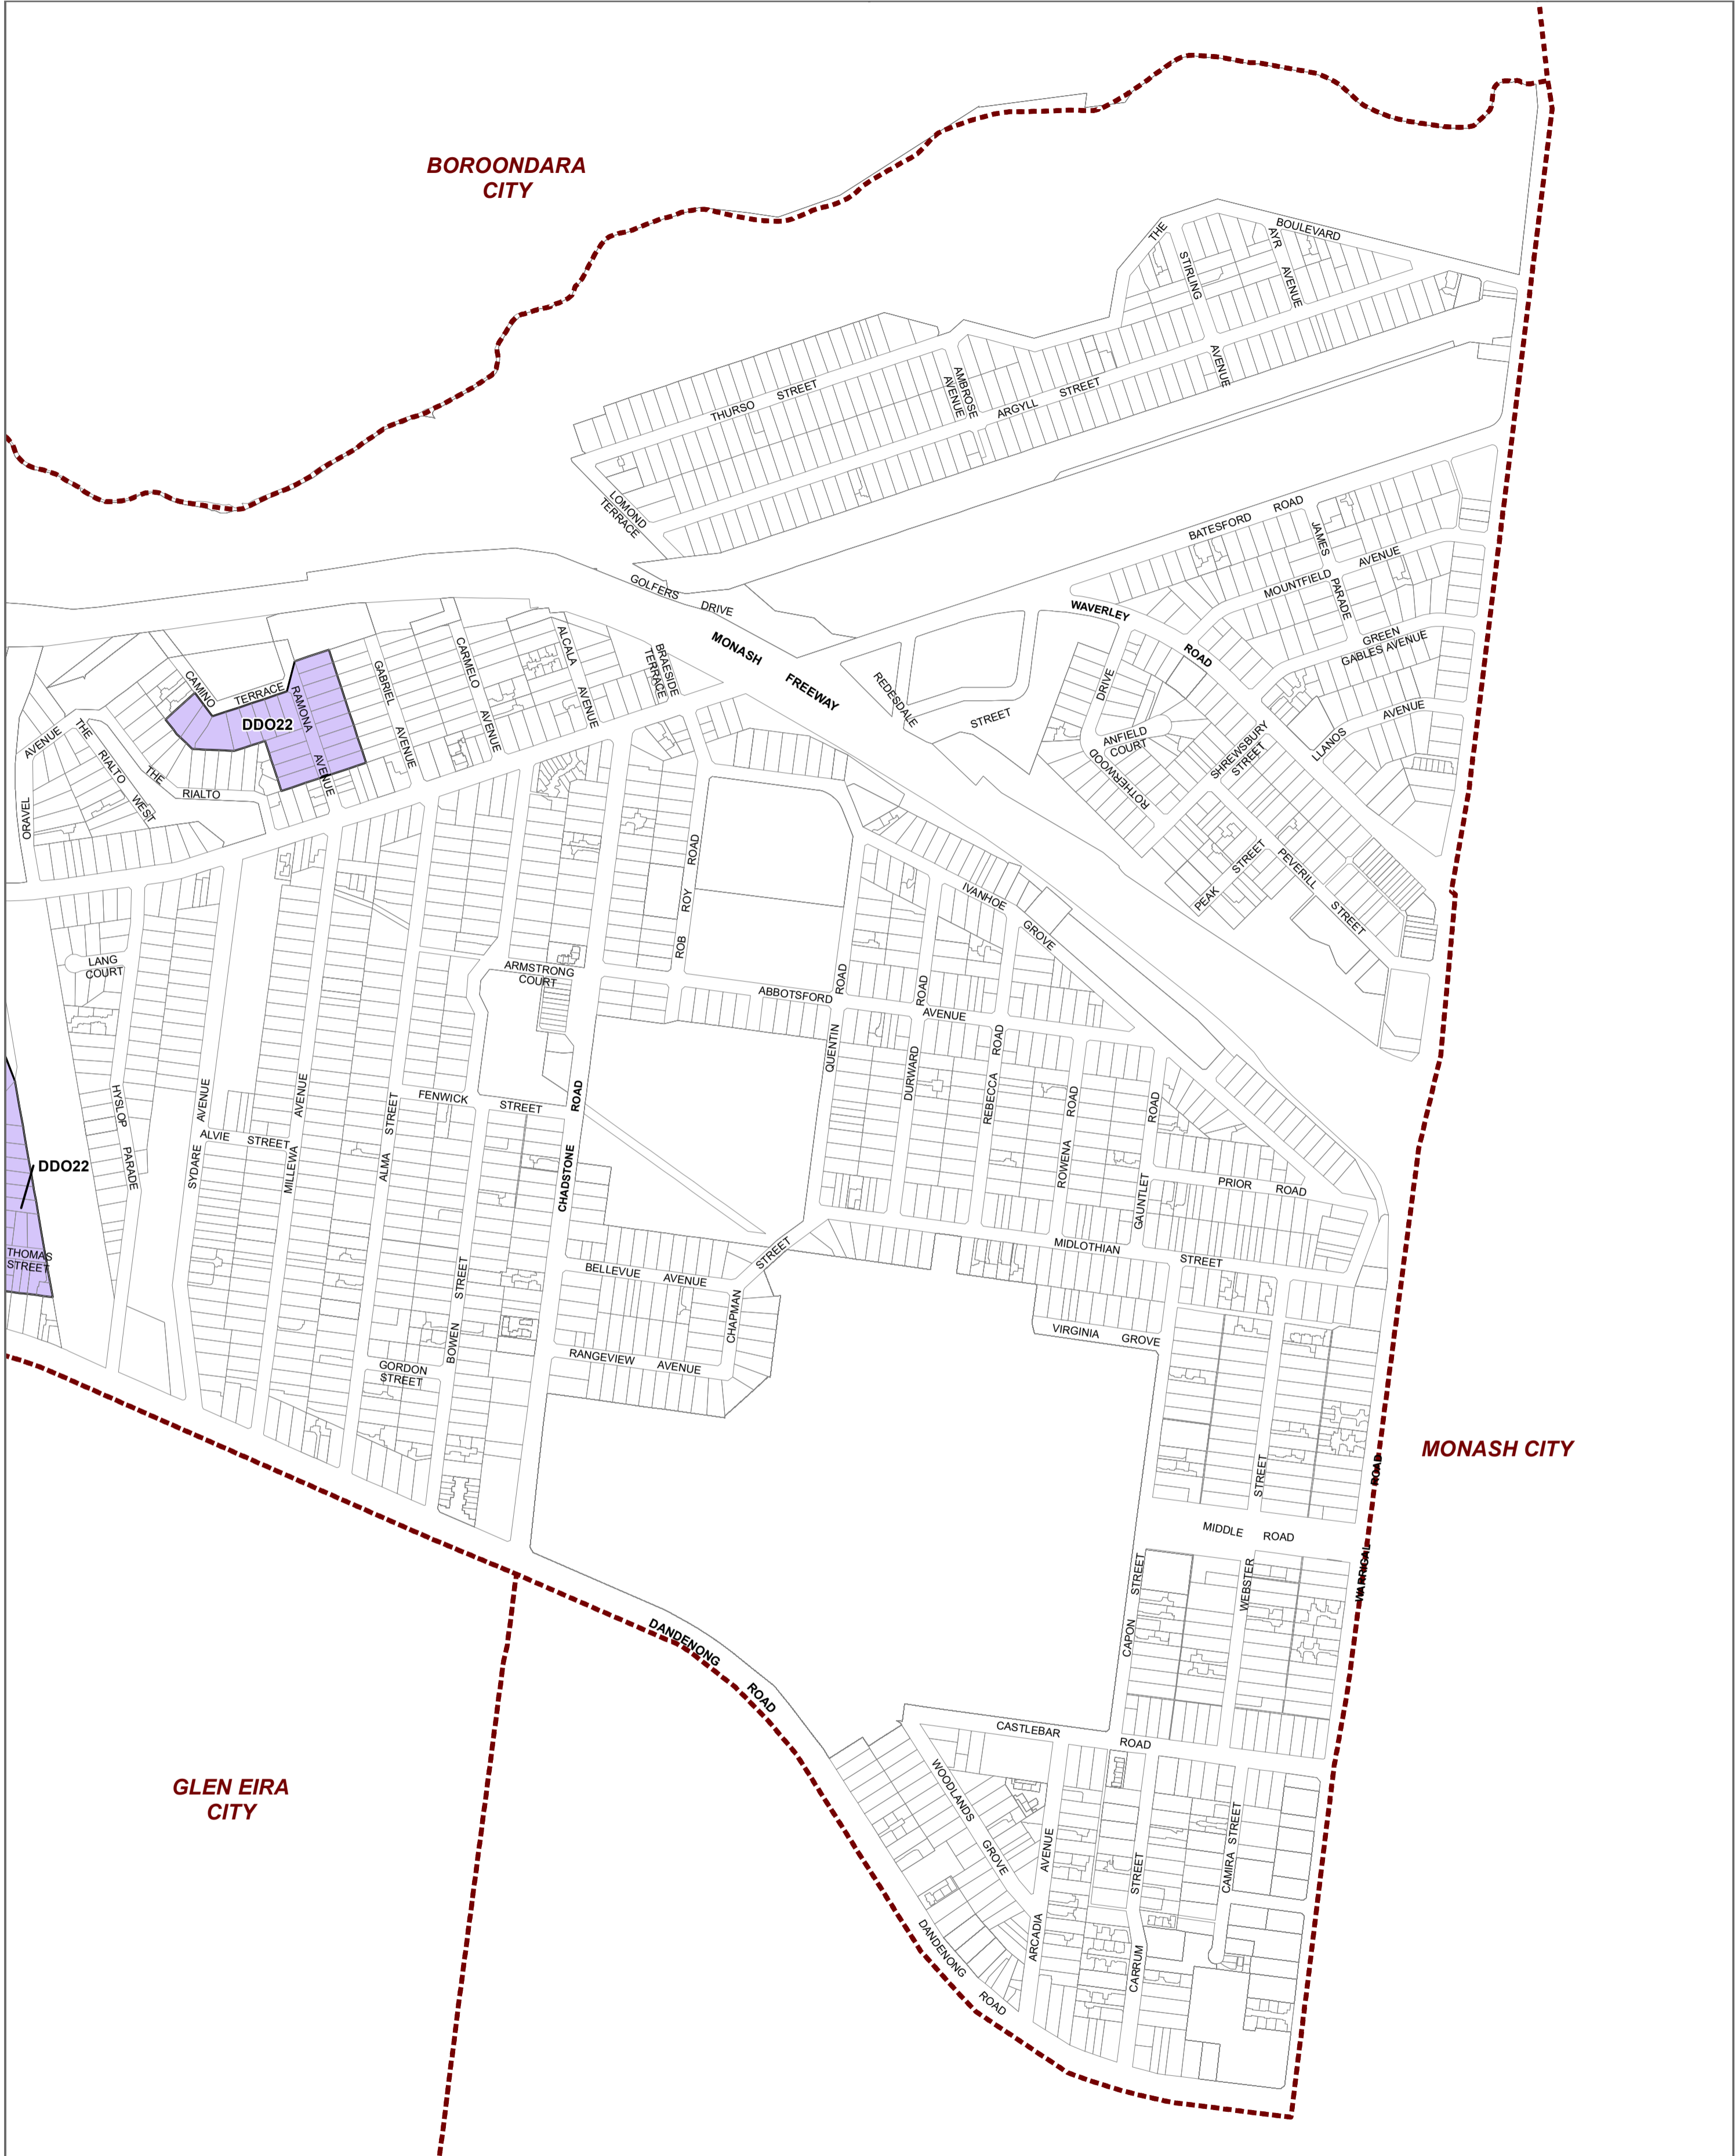 BOROONDARA
CITY
THE
BOULEVARD
STIRLING
AVENUE
AYR
AVENUE
THURSO STREET
AMBROSE
AVENUE
ARGYLL STREET
LOMOND
TERRACE
BATESFORD ROAD
JAMES
PARADE
MOUNTFIELD AVENUE
GOLFERS DRIVE
WAVERLEY
ROAD
GREEN
GABLES AVENUE
MONASH
FREEWAY
BRAESIDE
TERRACE
ALCALA
AVENUE
CARMELO
AVENUE
GABRIEL
AVENUE
CAMINO
TERRACE
RAMONA
AVENUE
DDO22
REDESDALE
STREET
DRIVE
ROTHERWOOD
ANFIELD
COURT
SHREWSBURY
STREET
LANOS
AVENUE
AVENUE
THE
RIALTO
WEST
THE
RIALTO
ORAVEL
ROB ROY ROAD
PEAK STREET
PEVERILL
STREET
IVANHOE
GROVE
LANG
COURT
ARMSTRONG
COURT
ABBOTSFORD
AVENUE
QUENTIN
ROAD
DURWARD
ROAD
REBECCA
ROAD
ROWENA
ROAD
GAUNTLET
ROAD
HYSLOP
PARADE
SYDARE
AVENUE
MILLEWA
AVENUE
ALMA
STREET
FENWICK
STREET
CHADSTONE
ROAD
ALVIE STREET
DDO22
THOMAS
STREET
PRIOR ROAD
MIDLOTHIAN
STREET
BELLEVUE AVENUE
STREET
CHAPMAN
BOWEN
STREET
VIRGINIA GROVE
RANGEVIEW AVENUE
GORDON
STREET
MONASH CITY
ROAD
WARRIGAL
STREET
WEBSTER
MIDDLE ROAD
CAPON
STREET
DANDENONG
ROAD
CASTLEBAR
ROAD
GLEN EIRA
CITY
WOODLANDS
GROVE
ARCADIA
AVENUE
CARRUM
STREET
CAMIRA STREET
DANDENONG
ROAD